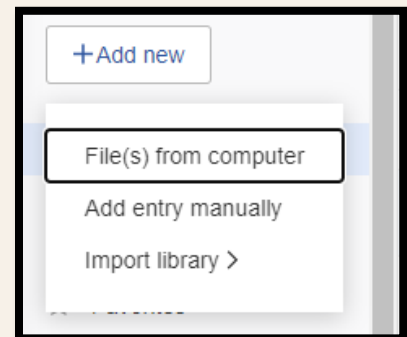 +Add new
File(s) from computer
Add entry manually
Import library >